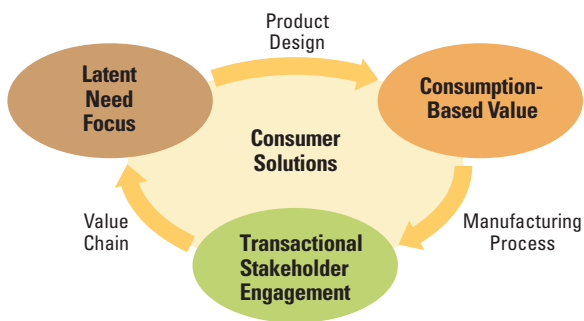 Product
Design
Latent
Need
Focus
Consumption-
Based Value
Consumer
Solutions
Value
Chain
Manufacturing
Process
Transactional
Stakeholder
Engagement